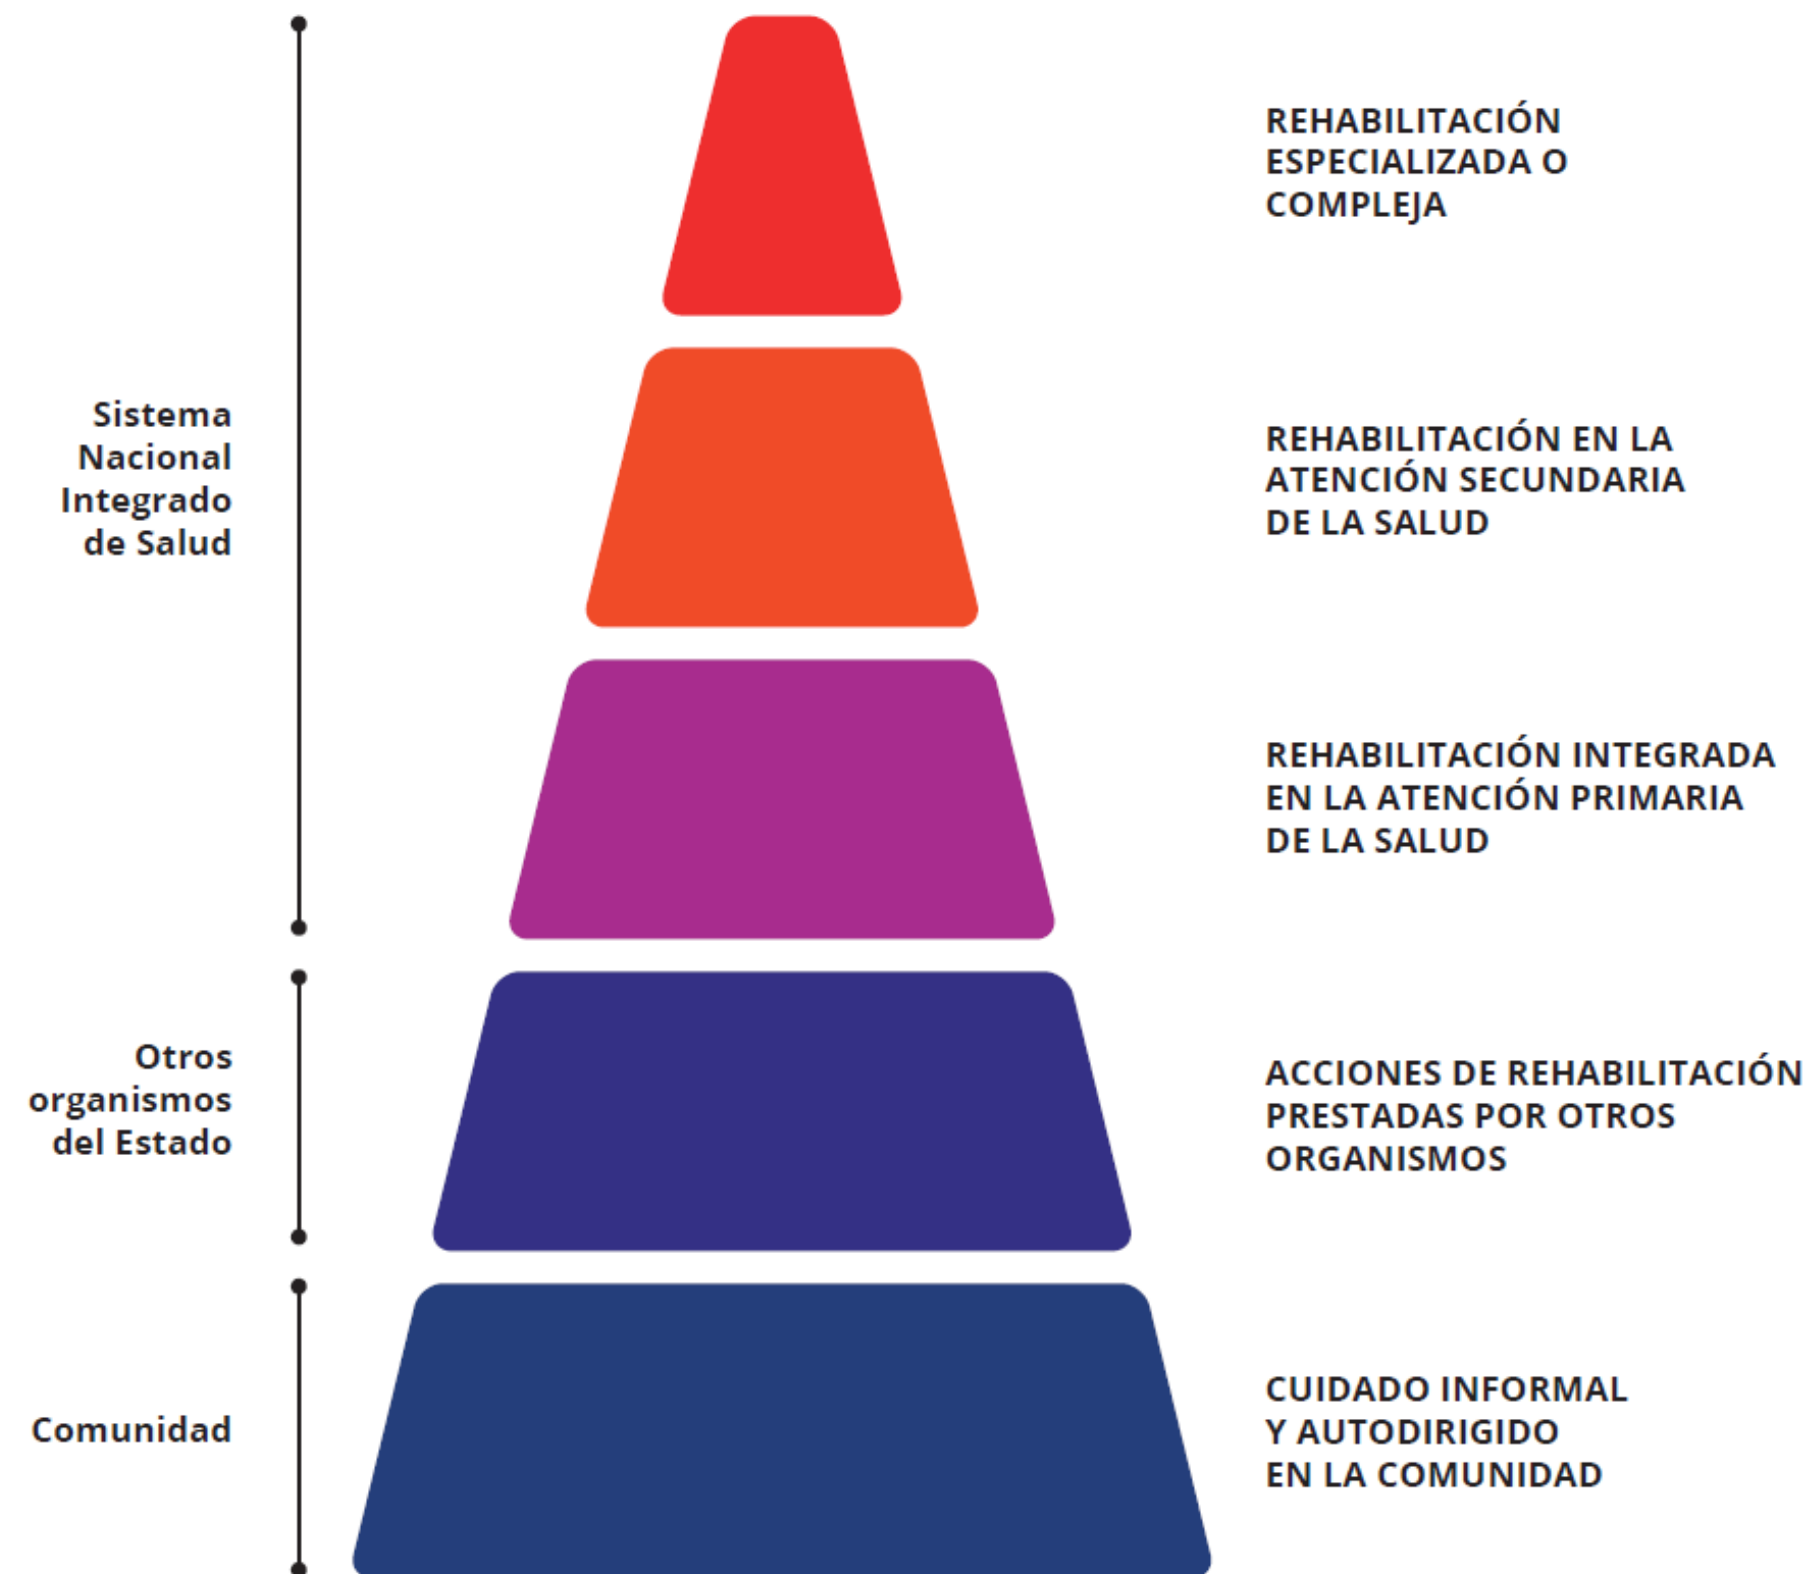 REHABILITACIÓN
ESPECIALIZADA O
COMPLEJA
Sistema
Nacional
Integrado
de Salud
REHABILITACIÓN EN LA
ATENCIÓN SECUNDARIA
DE LA SALUD
REHABILITACIÓN INTEGRADA
EN LA ATENCIÓN PRIMARIA
DE LA SALUD
Otros
organismos
del Estado
ACCIONES DE REHABILITACIÓN
PRESTADAS POR OTROS
ORGANISMOS
Comunidad
CUIDADO INFORMAL
Y AUTODIRIGIDO
EN LA COMUNIDAD